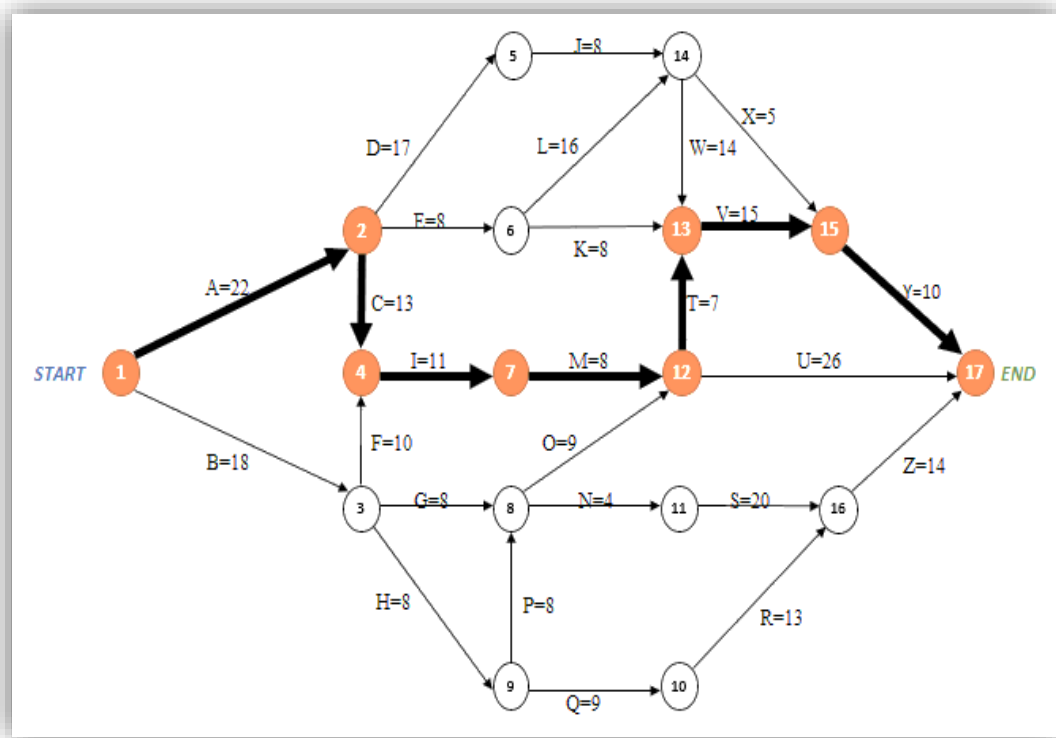 5
J=8
14
X=5
D=17
L=16
W=14
2
E=8
6
K=8
13
V=15
15
A=22
C=13
T=7
Y=10
START
1
4
I=11
7
M=8
12
U=26
17
END
F=10
O=9
B=18
Z=14
3
G=8
8
N=4
11
S=20
16
H=8
P=8
R=13
9
Q=9
10